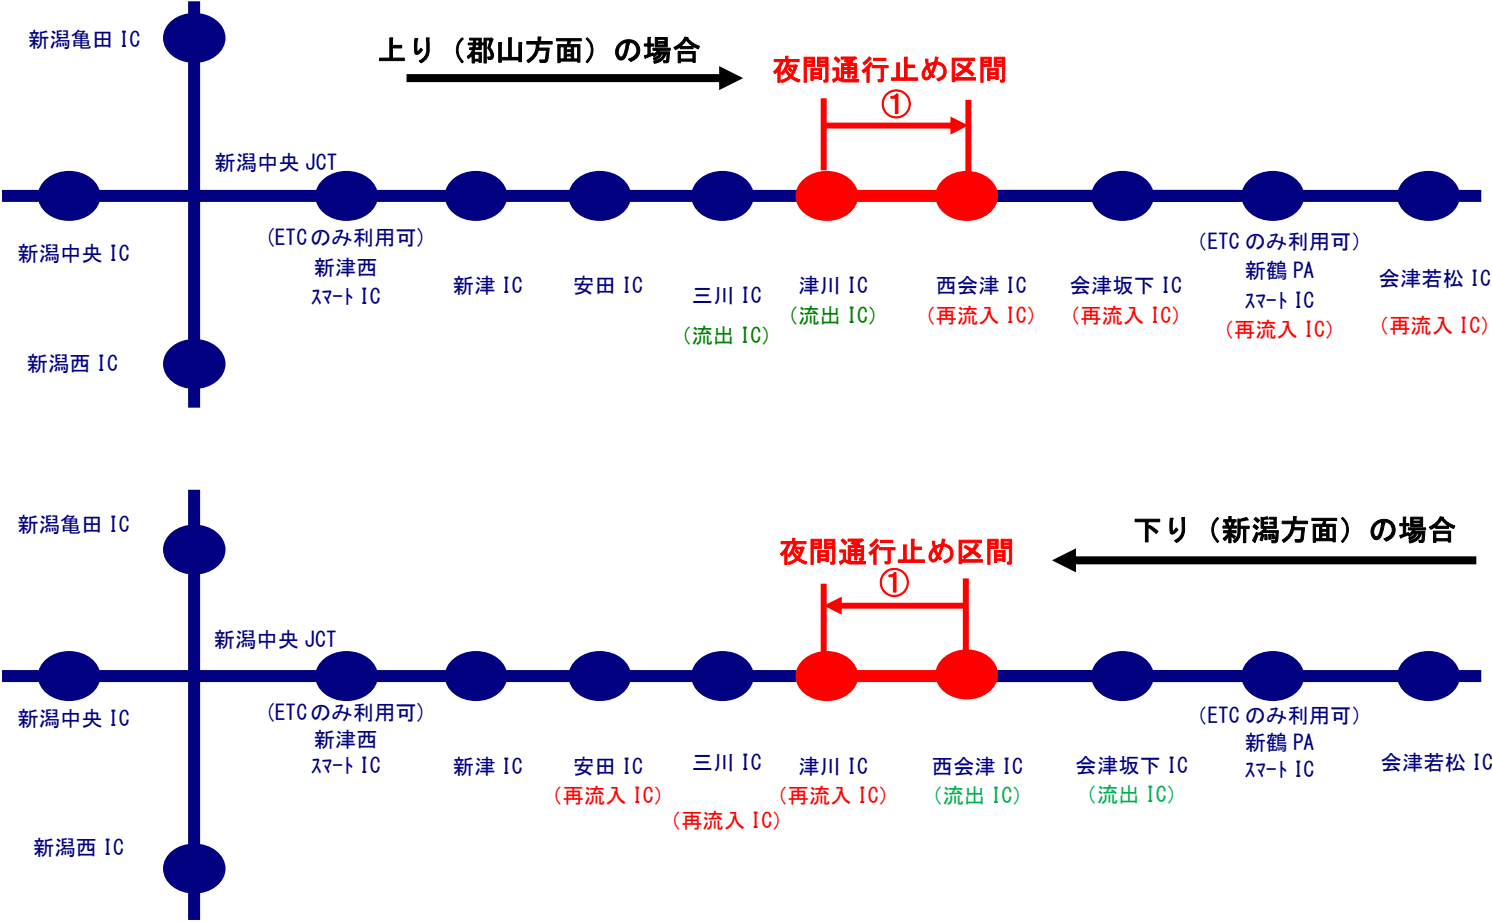 新潟亀田 IC
上り（郡山方面）の場合
夜間通行止め区間
①
新潟中央 JCT
新潟中央 IC
(ETCのみ利用可)
新津西
ｽﾏｰﾄ IC
新津 IC
安田 IC
三川 IC
(流出 IC)
津川 IC
(流出 IC)
西会津 IC
(再流入 IC)
会津坂下 IC
(再流入 IC)
(ETC のみ利用可)
新鶴 PA
ｽﾏｰﾄ IC
(再流入 IC)
会津若松 IC
(再流入 IC)
新潟西 IC
新潟亀田 IC
下り（新潟方面）の場合
夜間通行止め区間
①
新潟中央 JCT
新潟中央 IC
(ETCのみ利用可)
新津西
ｽﾏｰﾄ IC
新津 IC
安田 IC
(再流入 IC)
三川 IC
(再流入 IC)
津川 IC
(再流入 IC)
西会津 IC
(流出 IC)
会津坂下 IC
(流出 IC)
(ETC のみ利用可)
新鶴 PA
ｽﾏｰﾄ IC
会津若松 IC
新潟西 IC